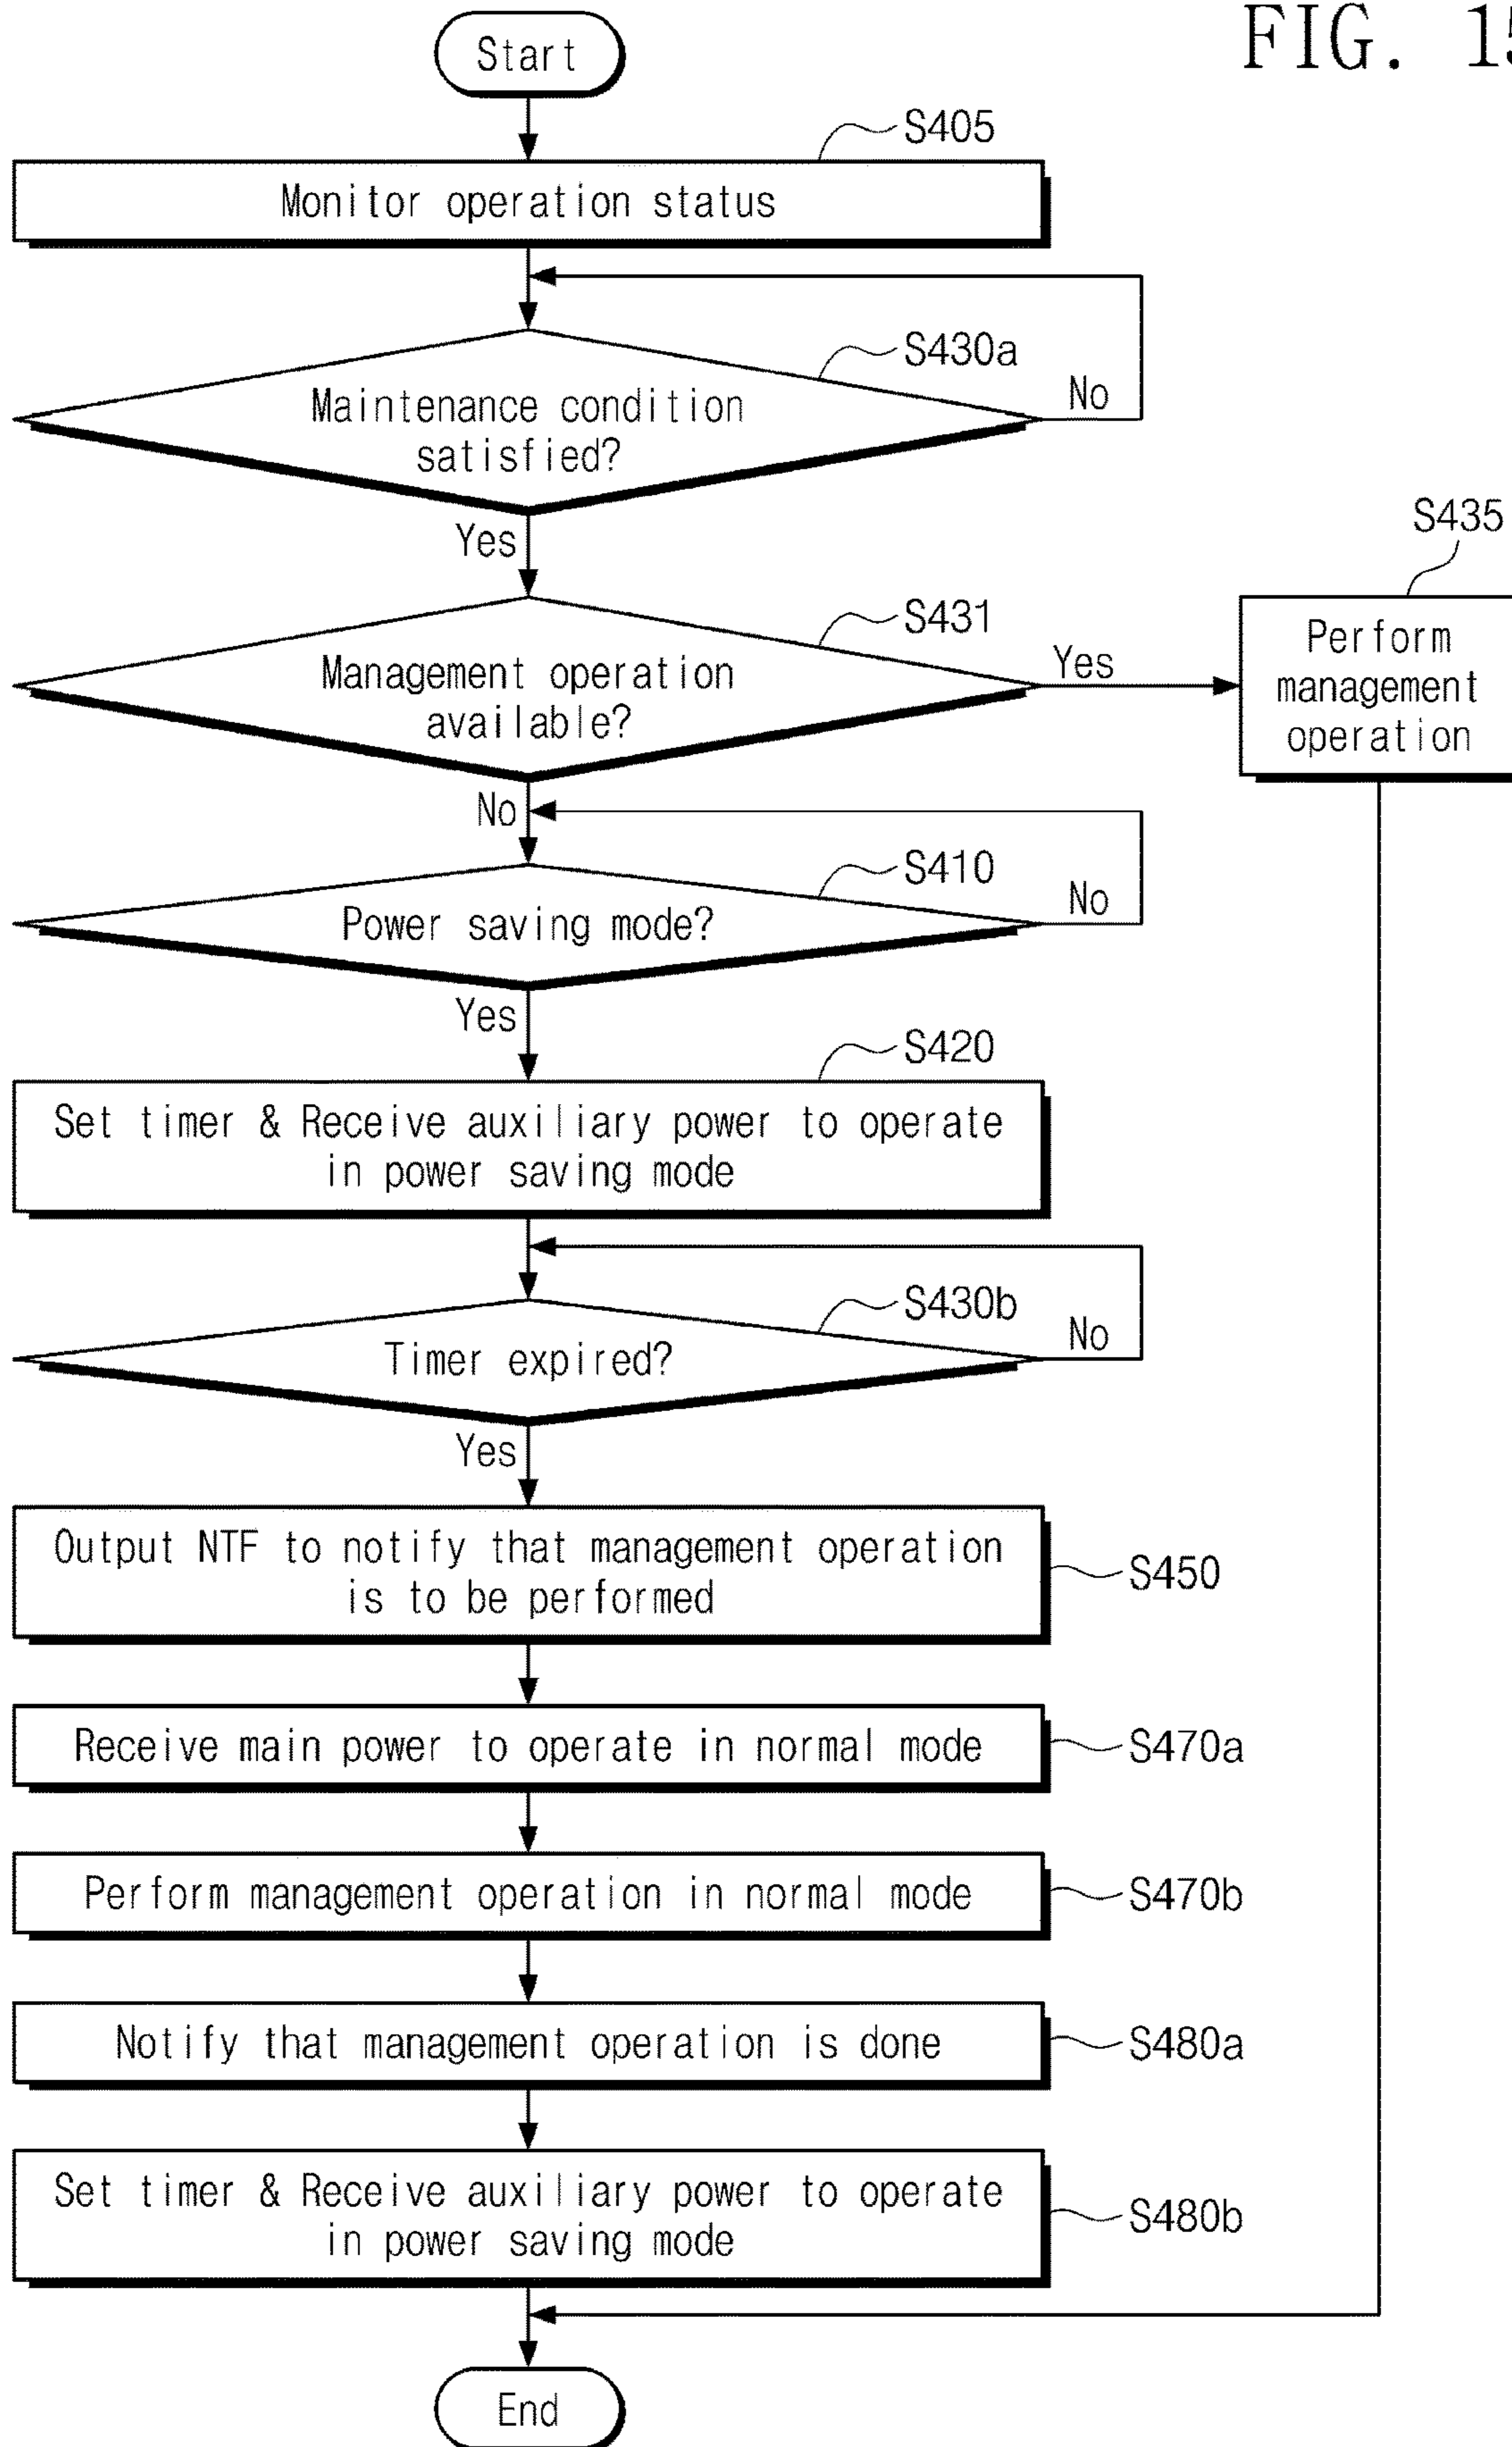 FIG. 15
Start
S405
Monitor operation status
S430a
Maintenance condition
satisfied?
No
Yes
S435
S431
Management operation
available?
Yes
Perform
management
operation
No
S410
Power saving mode?
No
Yes
S420
Set timer & Receive auxiliary power to operate
in power saving mode
S430b
Timer expired?
No
Yes
Output NTF to notify that management operation
is to be performed
S450
Receive main power to operate in normal mode
S470a
Perform management operation in normal mode
S470b
Notify that management operation is done
S480a
Set timer & Receive auxiliary power to operate
in power saving mode
S480b
End